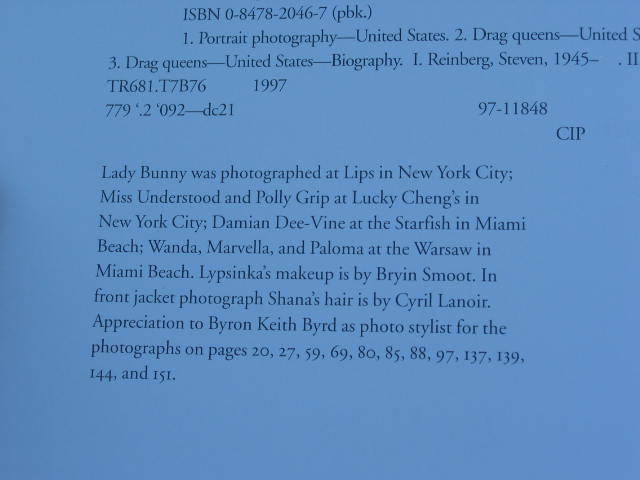 ISBN 0-8478-2046-7 (pbk.)
1. Portrait photography—United States. 2. Drag queens—United S
3. Drag queens—United States—Biography. I. Reinberg, Steven, 1945– . II
TR681.T7B76 1997
779 '.2 '092—dc21 97-11848
CIP
Lady Bunny was photographed at Lips in New York City;
Miss Understood and Polly Grip at Lucky Cheng's in
New York City; Damian Dee-Vine at the Starfish in Miami
Beach; Wanda, Marvella, and Paloma at the Warsaw in
Miami Beach. Lypsinka's makeup is by Bryin Smoot. In
front jacket photograph Shana's hair is by Cyril Lanoir.
Appreciation to Byron Keith Byrd as photo stylist for the
photographs on pages 20, 27, 59, 69, 80, 85, 88, 97, 137, 139,
144, and 151.